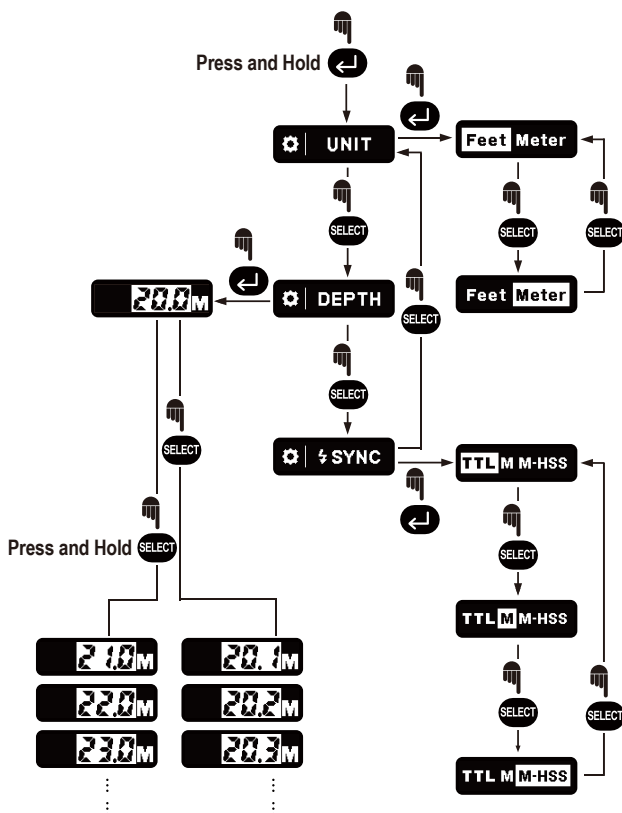 Press and Hold
UNIT
Feet Meter
SELECT
SELECT
SELECT
20.0M
DEPTH
Feet Meter
SELECT
SELECT
SELECT
SYNC
TTL M M-HSS
Press and Hold SELECT
SELECT
TTL M M-HSS
21.0M
20.1M
22.0M
20.2M
SELECT
SELECT
23.0M
20.3M
TTL M M-HSS